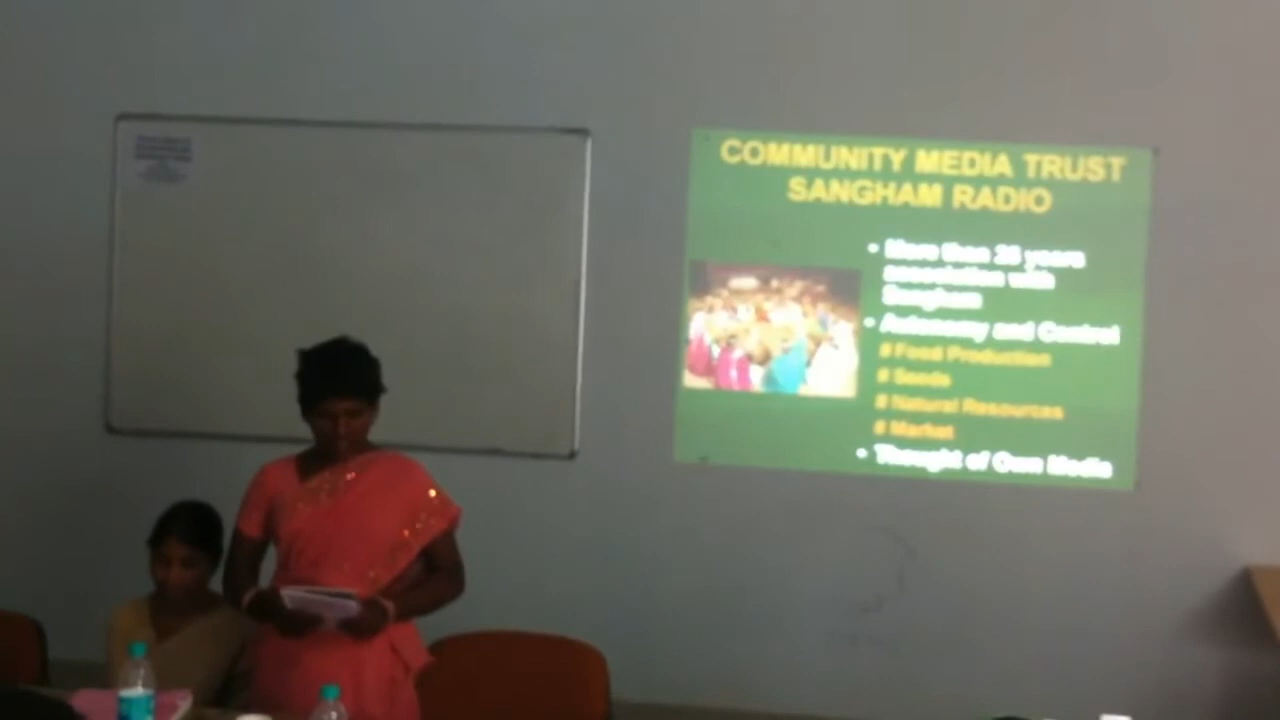 COMMUNITY MEDIA TRUST
SANGHAM RADIO
• More than 25 years
association with
Sangham
• Autonomy and Control
# Food Production
# Seeds
# Natural Resources
# Market
• Thought of Own Media